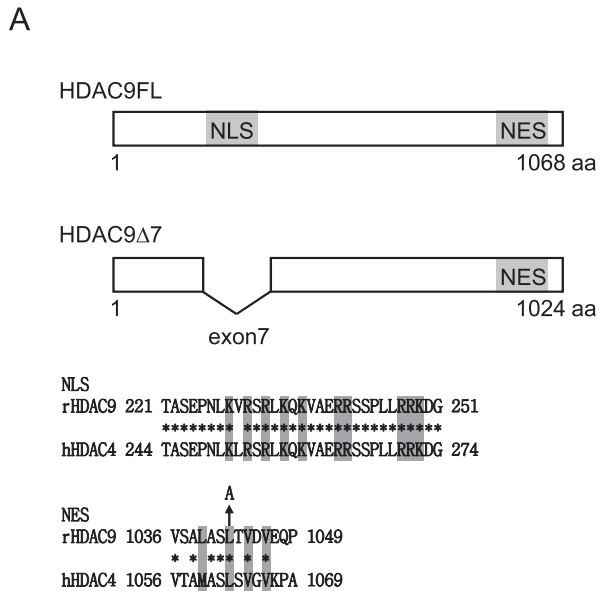 A
HDAC9FL
NLS NES
1 1068 aa
HDAC9Δ7
NES
1 1024 aa
exon7
NLS
rHDAC9 221 TASEPNLKVRSRLKQKVAERRSSPLLRRKDG 251
******** **********************
hHDAC4 244 TASEPNLKLRSRLKQKVAERRSSPLLRRKDG 274
A
NES
rHDAC9 1036 VSALASLTVDVEQP 1049
* * *** * *
hHDAC4 1056 VTAMASLSVGVKPA 1069